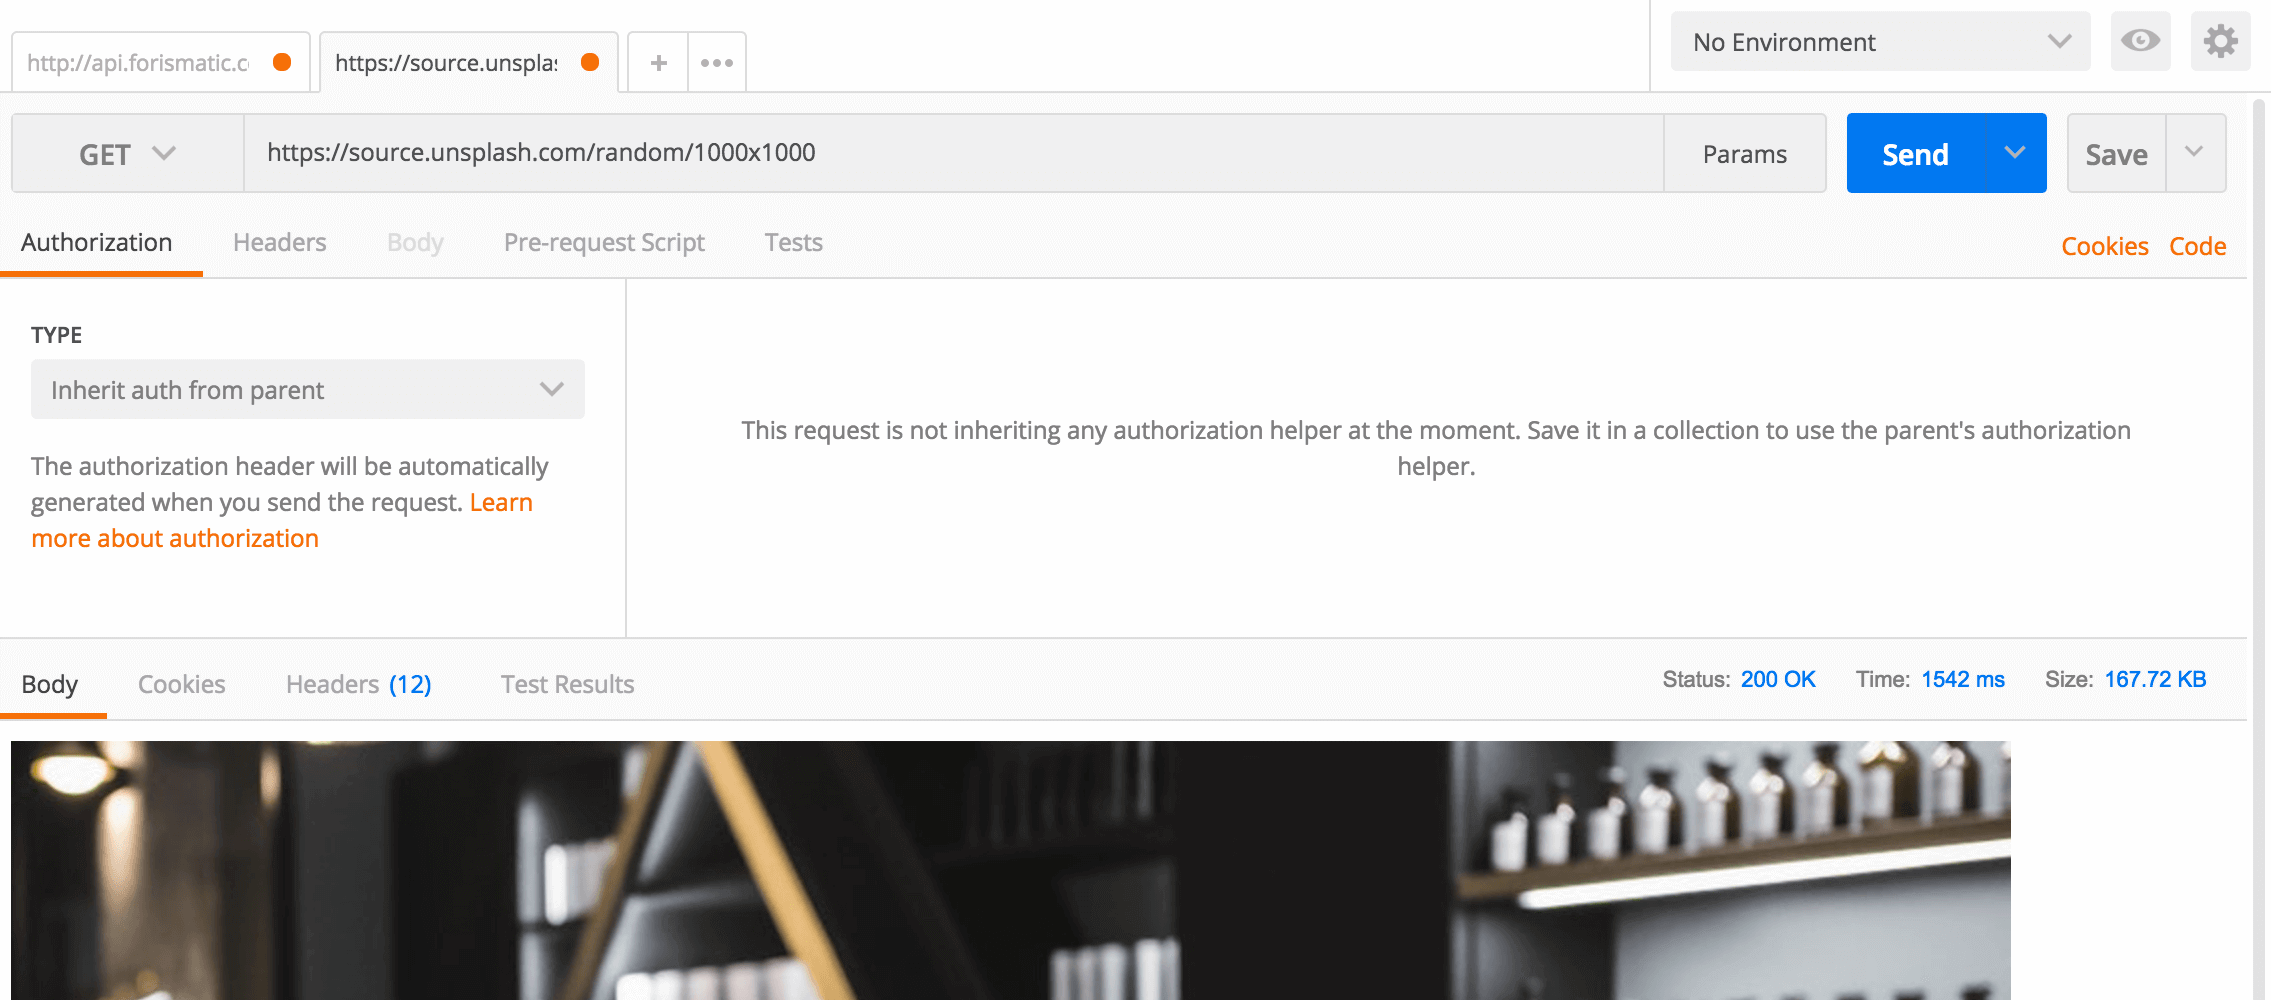 http://api.forismatic.c
https://source.unspla
No Environment
GET
https://source.unsplash.com/random/1000x1000
Params
Send
Save
Authorization
Headers
Body
Pre-request Script
Tests
Cookies
Code
TYPE
Inherit auth from parent
The authorization header will be automatically
generated when you send the request. Learn
more about authorization
This request is not inheriting any authorization helper at the moment. Save it in a collection to use the parent's authorization
helper.
Body
Cookies
Headers (12)
Test Results
Status: 200 OK
Time: 1542 ms
Size: 167.72 KB